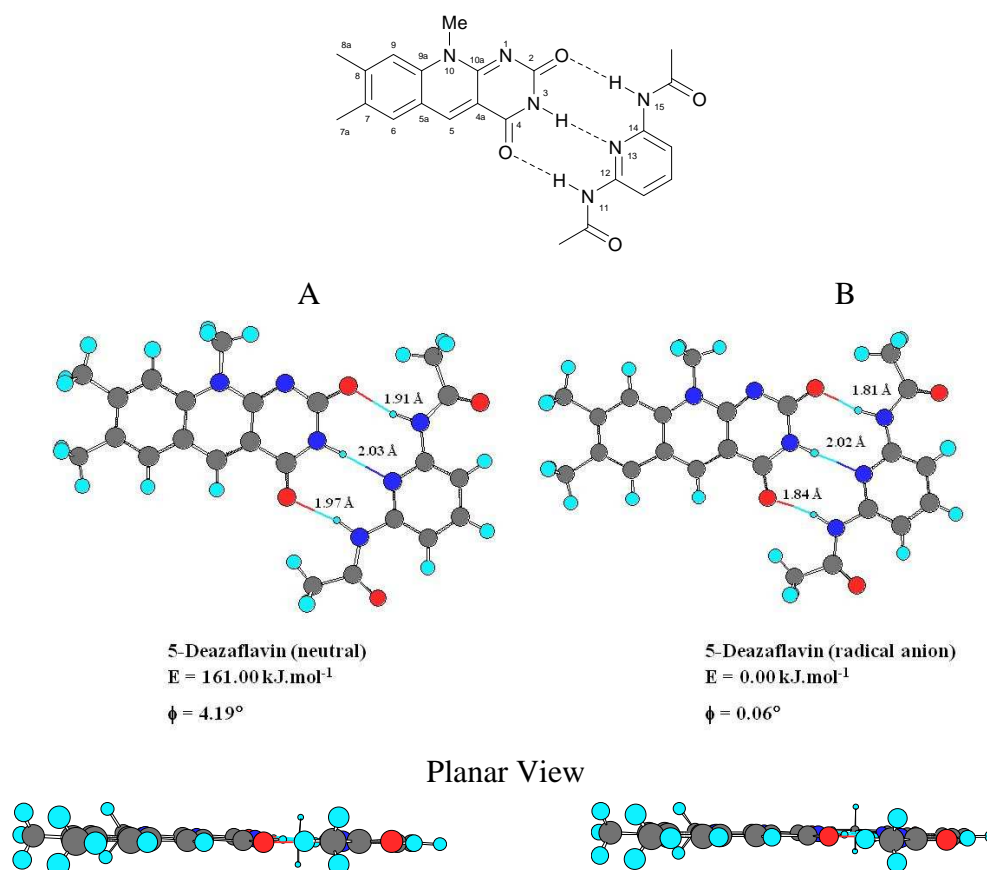 Me
8a
9
9a
N
10
10a
N
1
2
O
8
3
N
H
H
N
15
O
7a
7
6
5a
5
4a
4
O
14
N
13
12
H
N
11
O
A
B
1.91 Å
2.03 Å
1.97 Å
1.81 Å
2.02 Å
1.84 Å
5-Deazaflavin (neutral)
E = 161.00 kJ.mol⁻¹
ϕ = 4.19°
5-Deazaflavin (radical anion)
E = 0.00 kJ.mol⁻¹
ϕ = 0.06°
Planar View